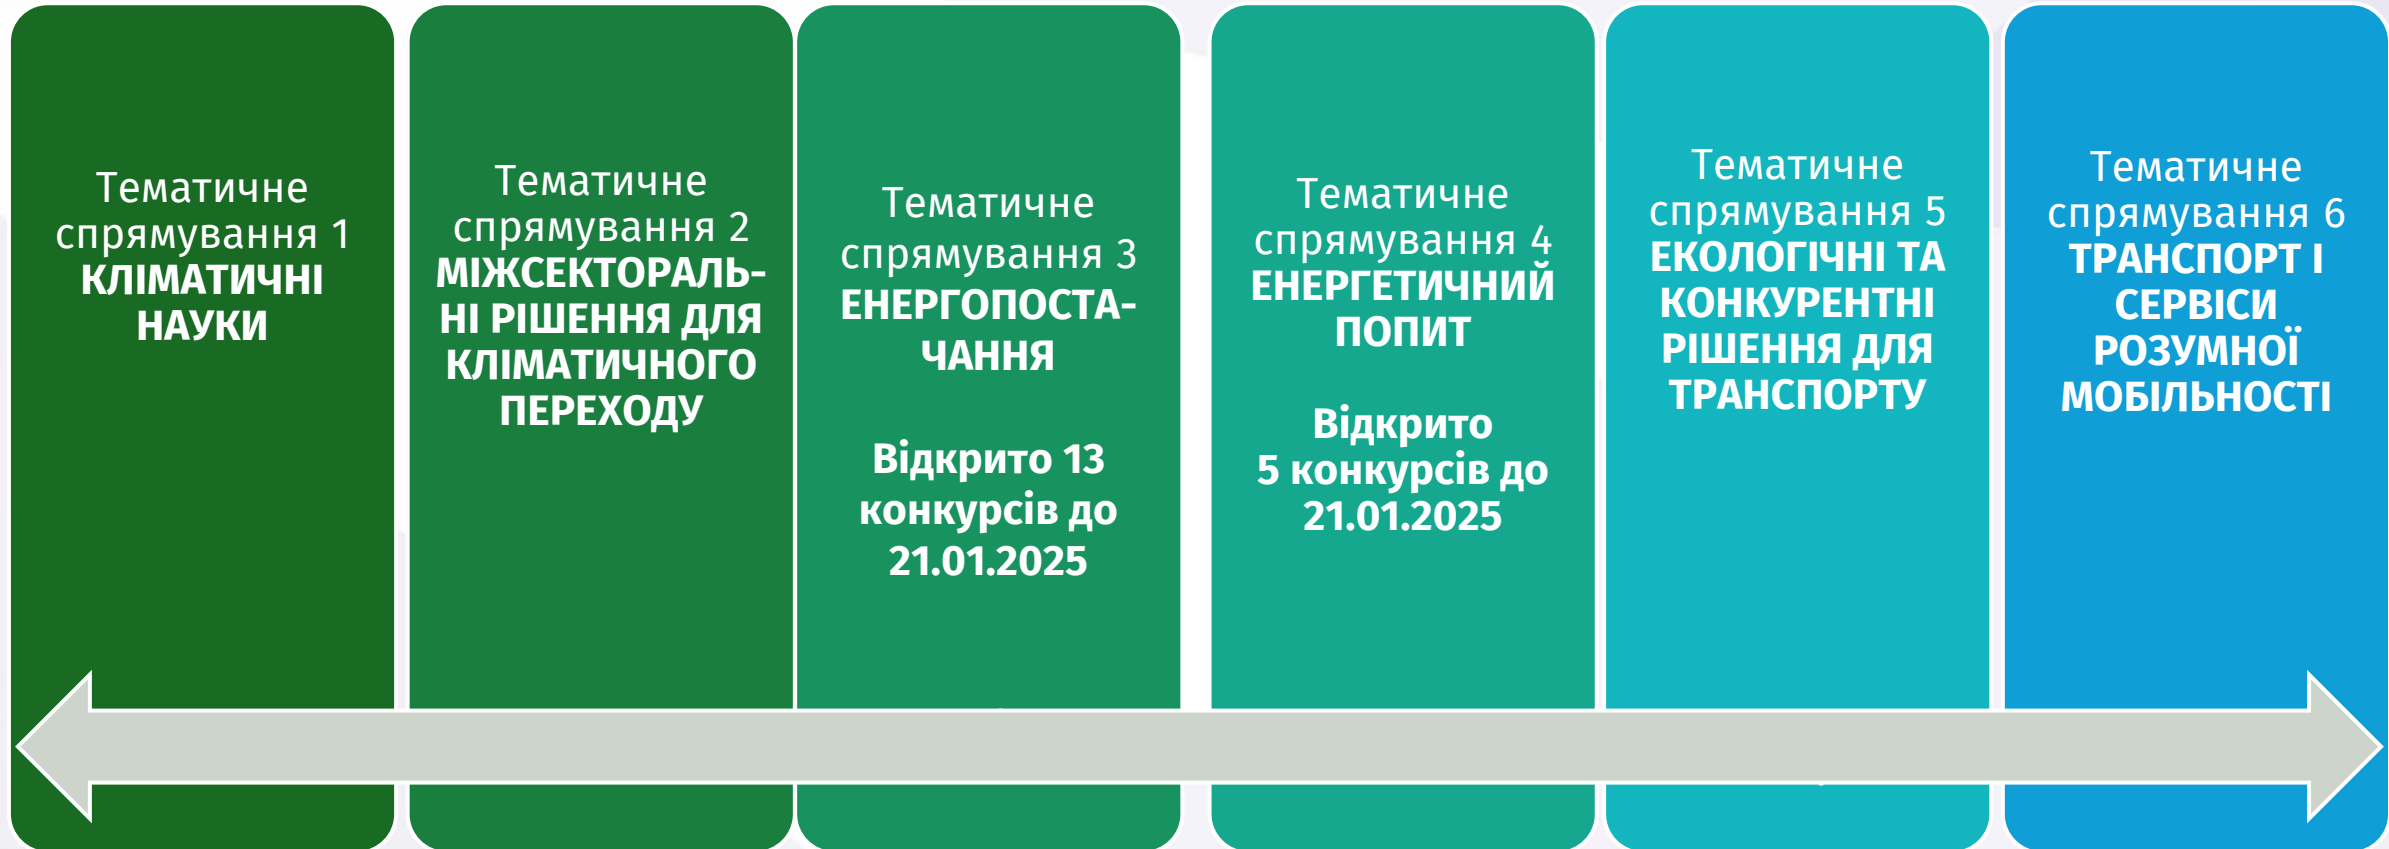 Тематичне
спрямування 1
КЛІМАТИЧНІ
НАУКИ
Тематичне
спрямування 2
МІЖСЕКТОРАЛЬ-
НІ РІШЕННЯ ДЛЯ
КЛІМАТИЧНОГО
ПЕРЕХОДУ
Тематичне
спрямування 3
ЕНЕРГОПОСТА-
ЧАННЯ
Відкрито 13
конкурсів до
21.01.2025
Тематичне
спрямування 4
ЕНЕРГЕТИЧНИЙ
ПОПИТ
Відкрито
5 конкурсів до
21.01.2025
Тематичне
спрямування 5
ЕКОЛОГІЧНІ ТА
КОНКУРЕНТНІ
РІШЕННЯ ДЛЯ
ТРАНСПОРТУ
Тематичне
спрямування 6
ТРАНСПОРТ І
СЕРВІСИ
РОЗУМНОЇ
МОБІЛЬНОСТІ